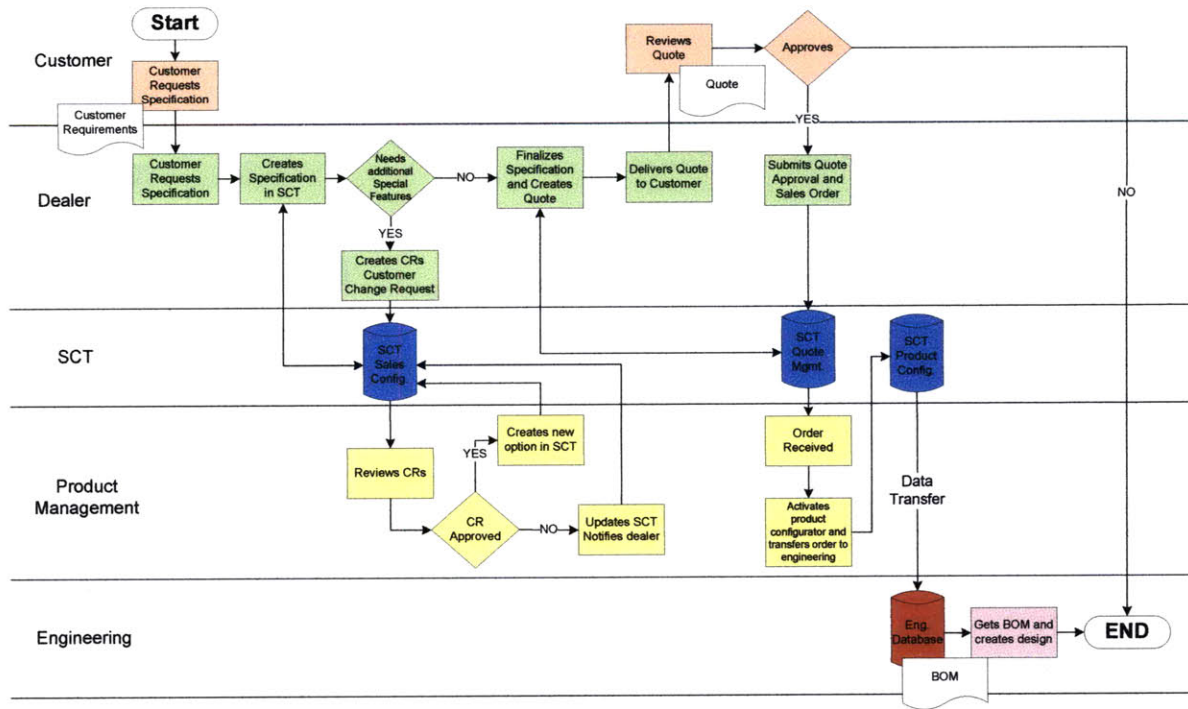 Start
Customer
Customer
Requests
Specification
Customer
Requirements
Reviews
Quote
Quote
Approves
YES
NO
Dealer
Customer
Requests
Specification
Creates
Specification
in SCT
Needs
additional
Special
Features
NO
YES
Finalizes
Specification
and Creates
Quote
Delivers Quote
to Customer
Submits Quote
Approval and
Sales Order
Creates CRs
Customer
Change Request
SCT
SCT
Sales
Config.
SCT
Quote
Mgmt.
SCT
Product
Config.
Product
Management
Reviews CRs
CR
Approved
YES
Creates new
option in SCT
NO
Updates SCT
Notifies dealer
Order
Received
Activates
product
configurator and
transfers order to
engineering
Data
Transfer
Engineering
Eng.
Database
BOM
Gets BOM and
creates design
END